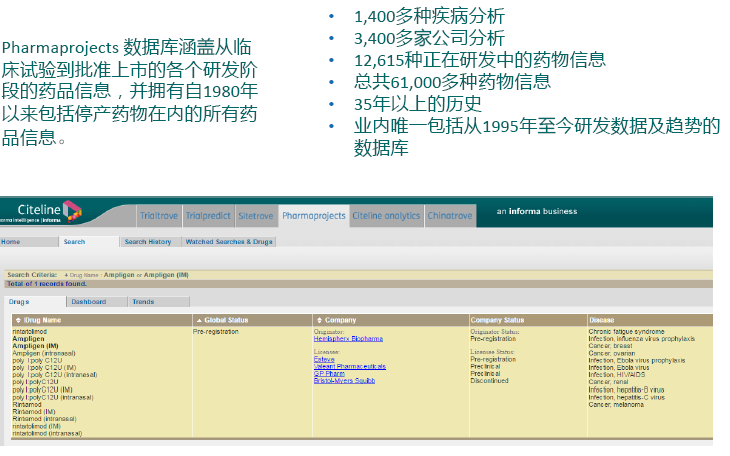 Pharmaprojects 数据库涵盖从临
床试验到批准上市的各个研发阶
段的药品信息，并拥有自1980年
以来包括停产药物在内的所有药
品信息。
• 1,400多种疾病分析
• 3,400多家公司分析
• 12,615种正在研发中的药物信息
• 总共61,000多种药物信息
• 35年以上的历史
• 业内唯一包括从1995年至今研发数据及趋势的
数据库
Citeline
Intelligence | informa
Trialtrove Trialpredict Sitetrove Pharmaprojects Citeline analytics Chinatrove
an informa business
Home Search Search History Watched Searches & Drugs
Search Criteria: + Drug Name : Ampligen or Ampligen (IM)
Total of 1 records found.
Drugs Dashboard Trends
Drug Name Global Status Company Company Status Disease
rintatolimod
Ampligen
Ampligen (IM)
Ampligen (intranasal)
poly I:poly C12U
poly I:poly C12U (IM)
poly I:poly C12U (intranasal)
poly I:polyC12U
poly I:polyC12U (IM)
poly I:polyC12U (intranasal)
Rintamod
Rintamod (IM)
Rintamod (intranasal)
rintatolimod (IM)
rintatolimod (intranasal)
Pre-registration
Originator:
Hemispherx Biopharma
Licensee:
Esteve
Valeant Pharmaceuticals
GP Pharm
Bristol-Myers Squibb
Originator Status:
Pre-registration
Licensee Status:
Pre-registration
Preclinical
Preclinical
Discontinued
Chronic fatigue syndrome
Infection, influenza virus prophylaxis
Cancer, breast
Cancer, ovarian
Infection, Ebola virus prophylaxis
Infection, Ebola virus
Infection, HIV/AIDS
Cancer, renal
Infection, hepatitis-B virus
Infection, hepatitis-C virus
Cancer, melanoma